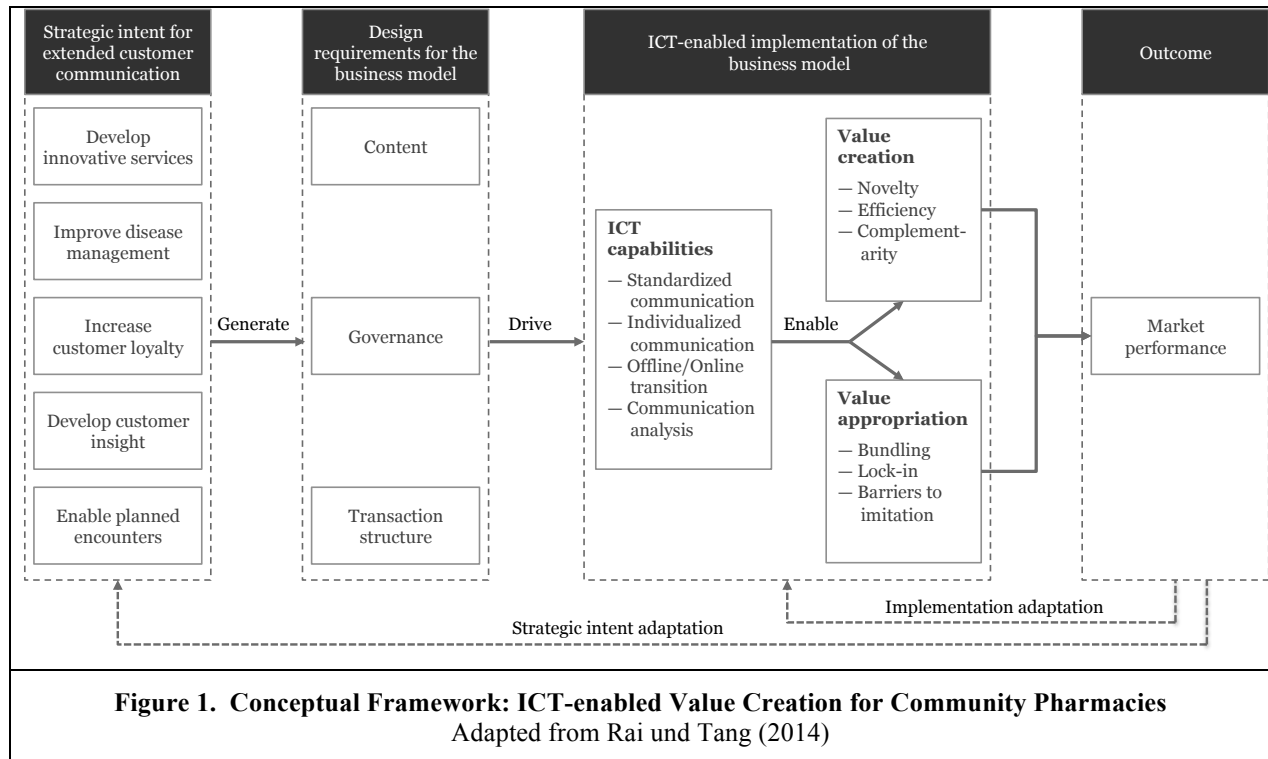 Strategic intent for
extended customer
communication
Design
requirements for the
business model
ICT-enabled implementation of the
business model
Outcome
Develop
innovative services
Improve disease
management
Increase
customer loyalty
Develop customer
insight
Enable planned
encounters
Generate
Content
Governance
Transaction
structure
Drive
ICT
capabilities
— Standardized
communication
— Individualized
communication
— Offline/Online
transition
— Communication
analysis
Enable
Value
creation
— Novelty
— Efficiency
— Complement-
arity
Value
appropriation
— Bundling
— Lock-in
— Barriers to
imitation
Market
performance
Implementation adaptation
Strategic intent adaptation
Figure 1. Conceptual Framework: ICT-enabled Value Creation for Community Pharmacies
Adapted from Rai und Tang (2014)